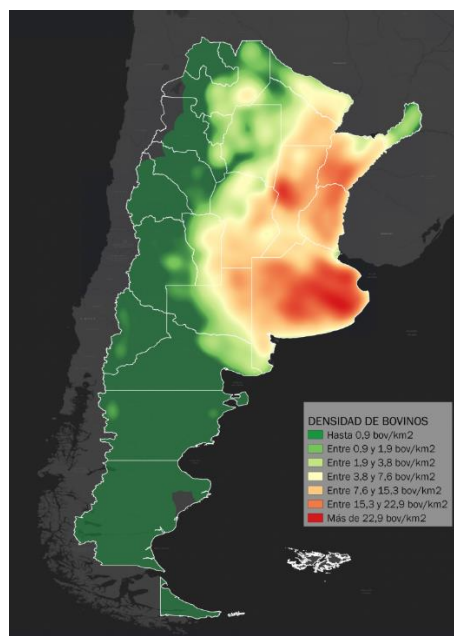 DENSIDAD DE BOVINOS
Hasta 0,9 bov/km2
Entre 0,9 y 1,9 bov/km2
Entre 1,9 y 3,8 bov/km2
Entre 3,8 y 7,6 bov/km2
Entre 7,6 y 15,3 bov/km2
Entre 15,3 y 22,9 bov/km2
Más de 22,9 bov/km2